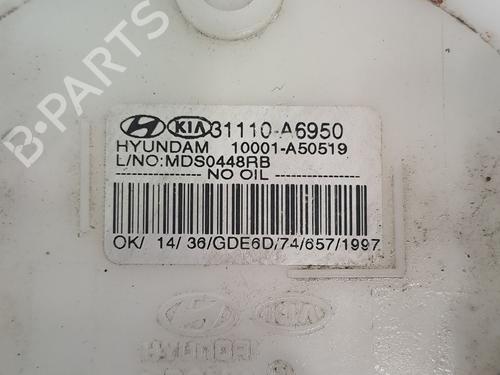 B-PARTS
KIA 31110-A6950
HYUNDAM 10001-A50519
L/NO:MDS0448RB
NO OIL
OK/ 14/ 36/GDE6D/74/657/1997
KIA